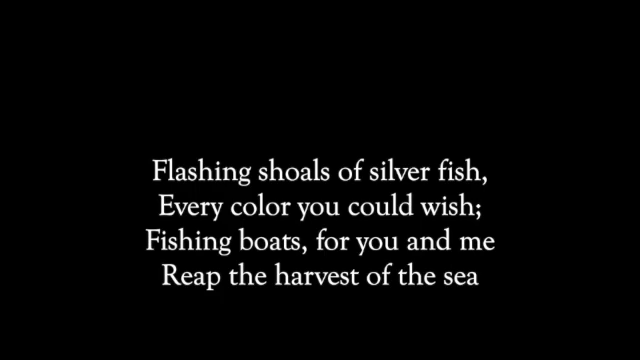 Flashing shoals of silver fish,
Every color you could wish;
Fishing boats, for you and me
Reap the harvest of the sea